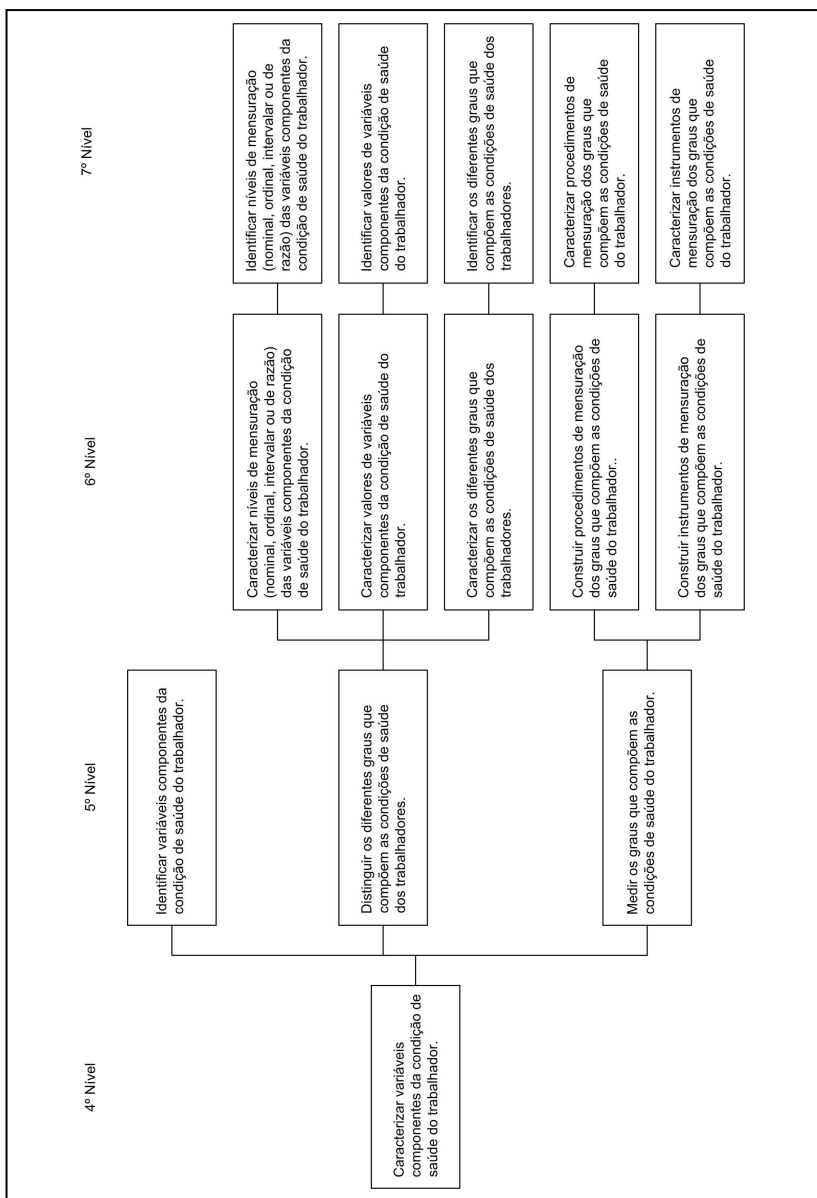 4º Nível
5º Nível
6º Nível
7º Nível
Caracterizar variáveis
componentes da condição de
saúde do trabalhador.
Identificar variáveis componentes da
condição de saúde do trabalhador.
Distinguir os diferentes graus que
compõem as condições de saúde
dos trabalhadores.
Medir os graus que compõem as
condições de saúde do trabalhador.
Caracterizar níveis de mensuração
(nominal, ordinal, intervalar ou de razão)
das variáveis componentes da condição
de saúde do trabalhador.
Caracterizar valores de variáveis
componentes da condição de saúde do
trabalhador.
Caracterizar os diferentes graus que
compõem as condições de saúde dos
trabalhadores.
Construir procedimentos de mensuração
dos graus que compõem as condições de
saúde do trabalhador..
Construir instrumentos de mensuração
dos graus que compõem as condições de
saúde do trabalhador.
Identificar níveis de mensuração
(nominal, ordinal, intervalar ou de
razão) das variáveis componentes da
condição de saúde do trabalhador.
Identificar valores de variáveis
componentes da condição de saúde
do trabalhador.
Identificar os diferentes graus que
compõem as condições de saúde dos
trabalhadores.
Caracterizar procedimentos de
mensuração dos graus que
compõem as condições de saúde
do trabalhador.
Caracterizar instrumentos de
mensuração dos graus que
compõem as condições de saúde
do trabalhador.